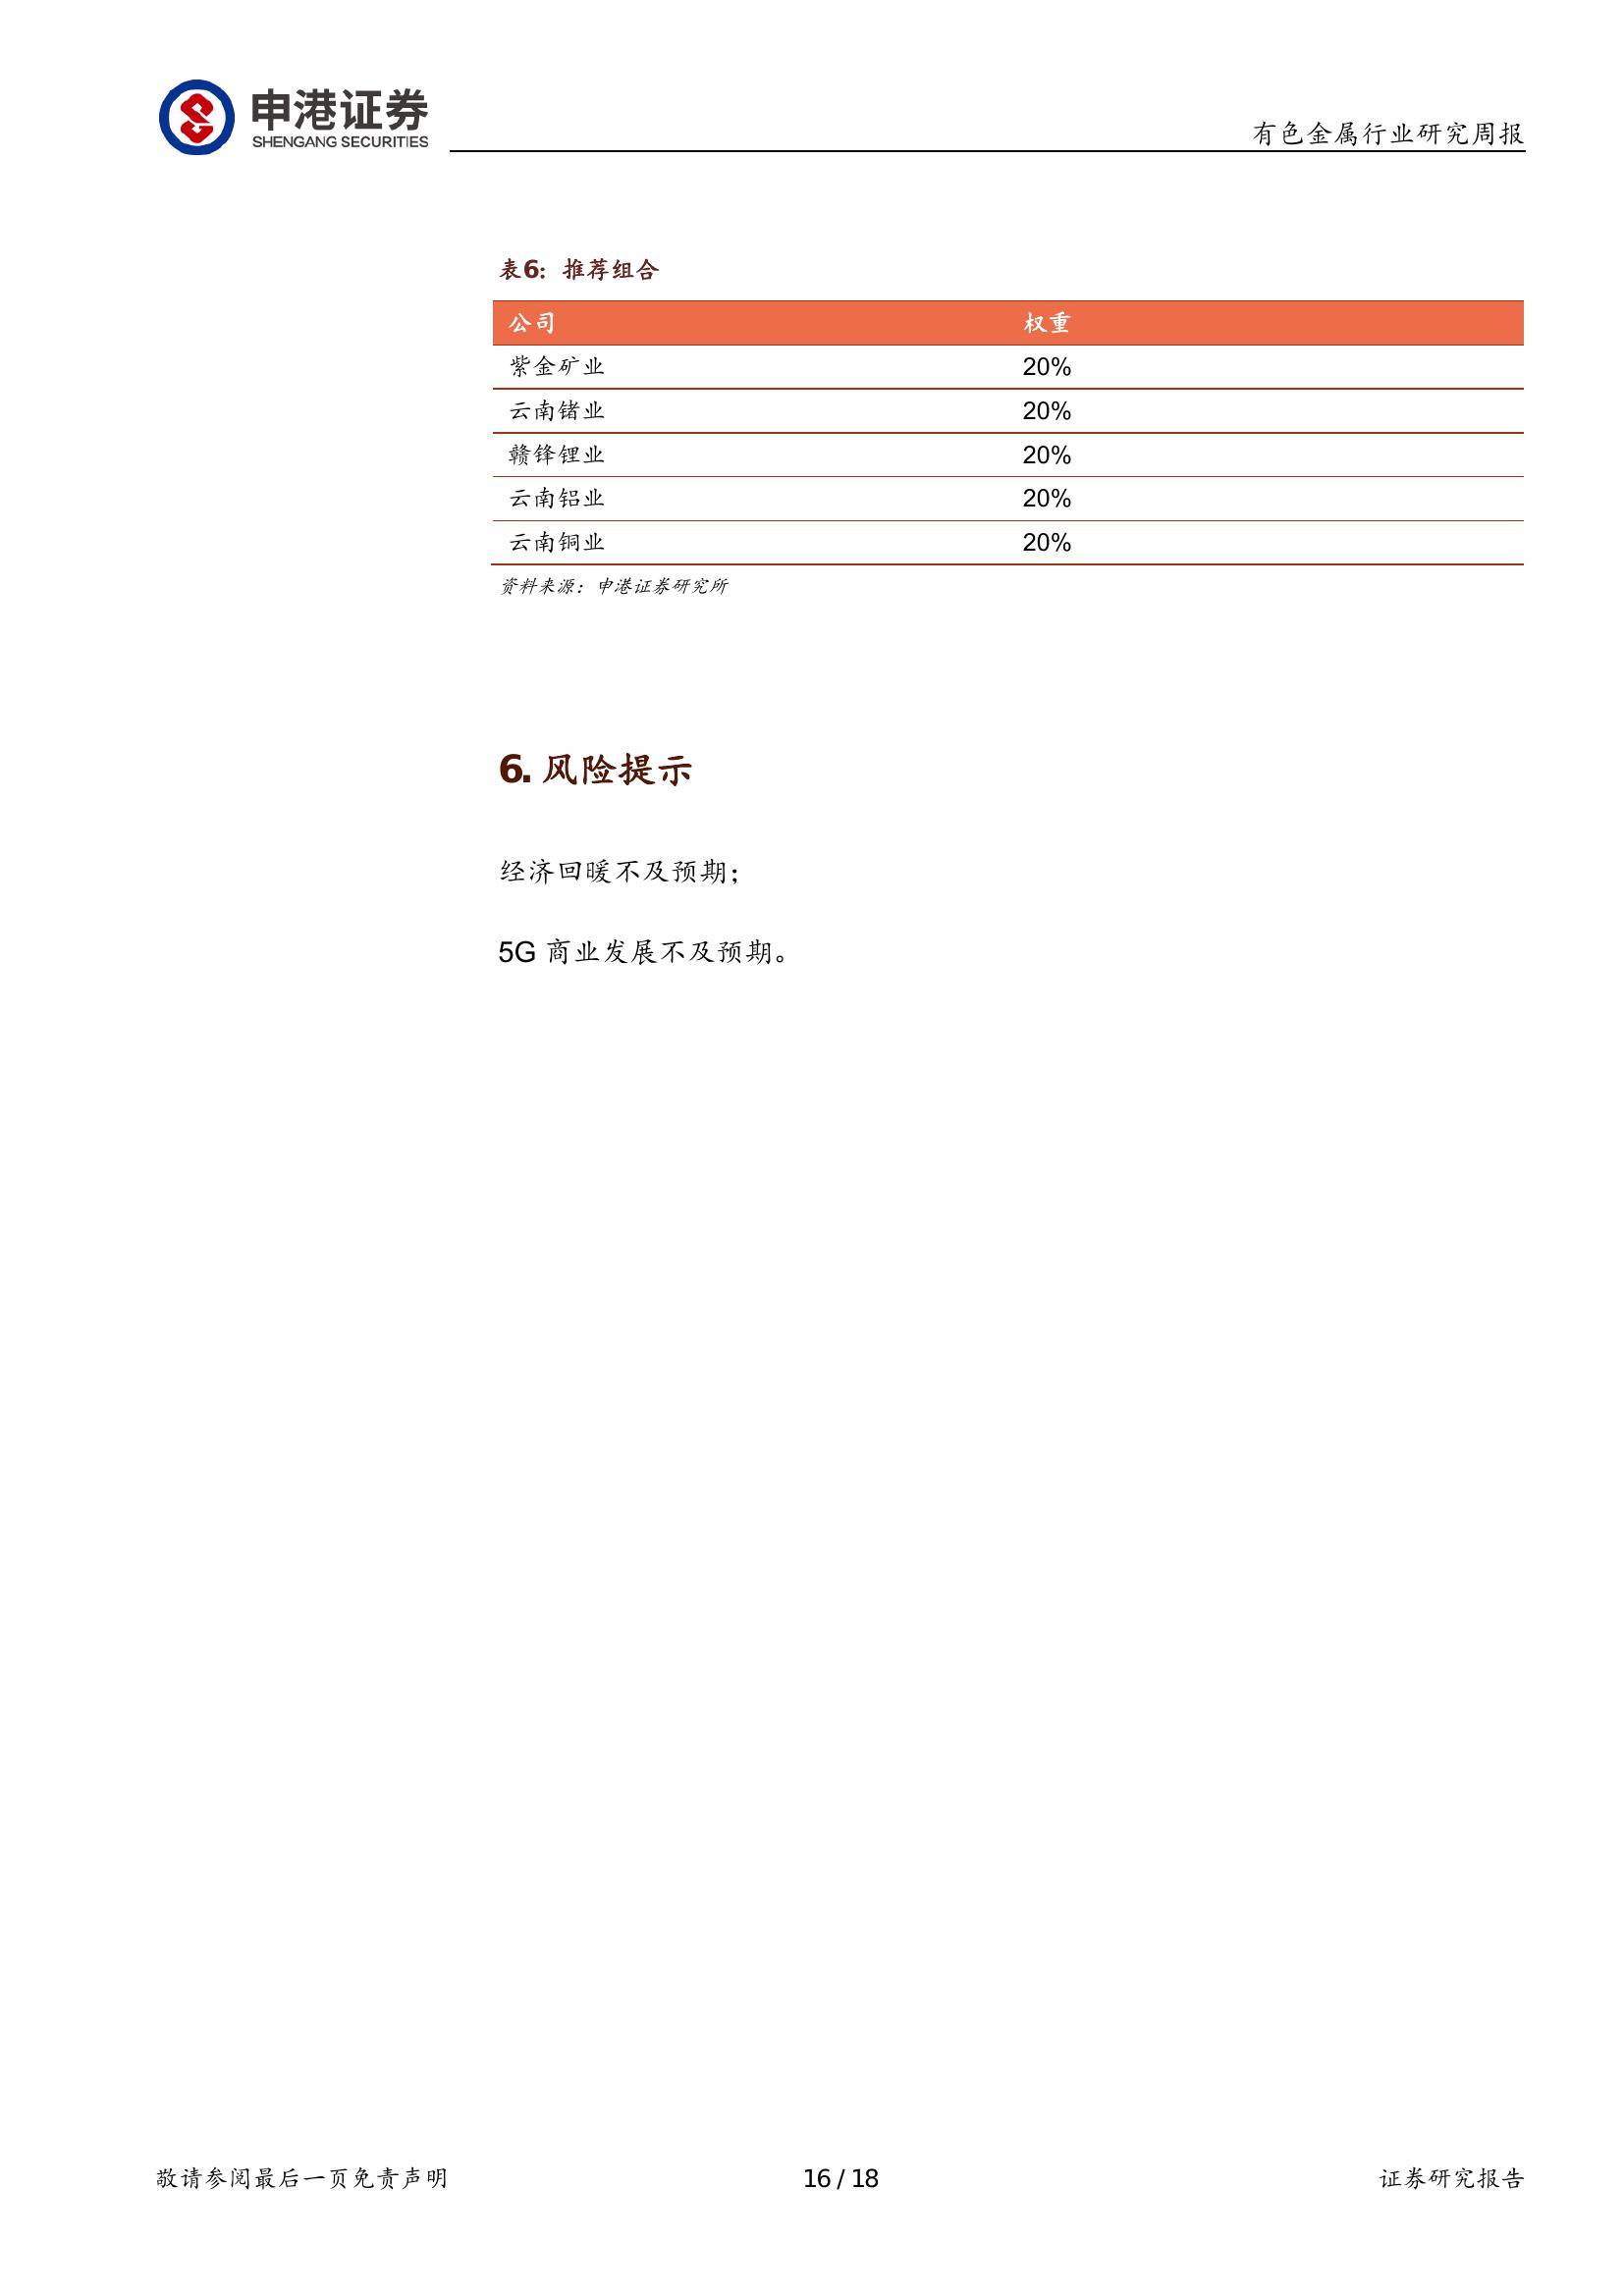 申港证券
SHENGANG SECURITIES
有色金属行业研究周报
表6：推荐组合
公司 权重
紫金矿业 20%
云南锗业 20%
赣锋锂业 20%
云南铝业 20%
云南铜业 20%
资料来源：申港证券研究所
6. 风险提示
经济回暖不及预期；
5G 商业发展不及预期。
敬请参阅最后一页免责声明 16 / 18 证券研究报告